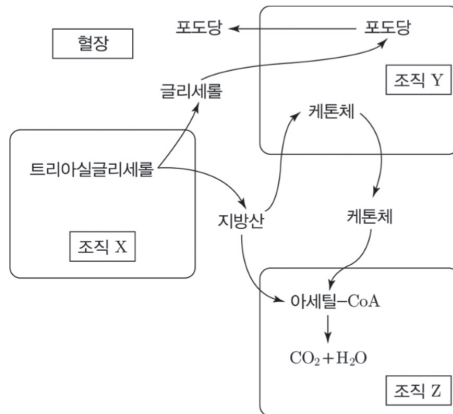 혈장
포도당
포도당
조직 Y
글리세롤
케톤체
트리아실글리세롤
지방산
케톤체
조직 X
아세틸-CoA
CO₂+H₂O
조직 Z